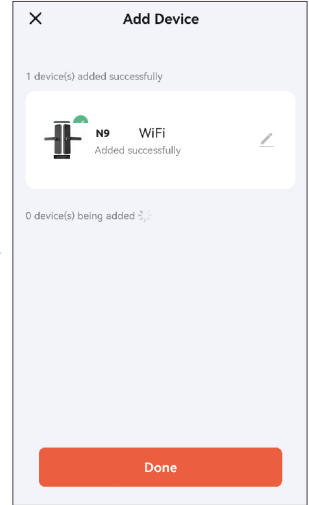 Add Device
1 device(s) added successfully
N9 WiFi
Added successfully
0 device(s) being added
Done